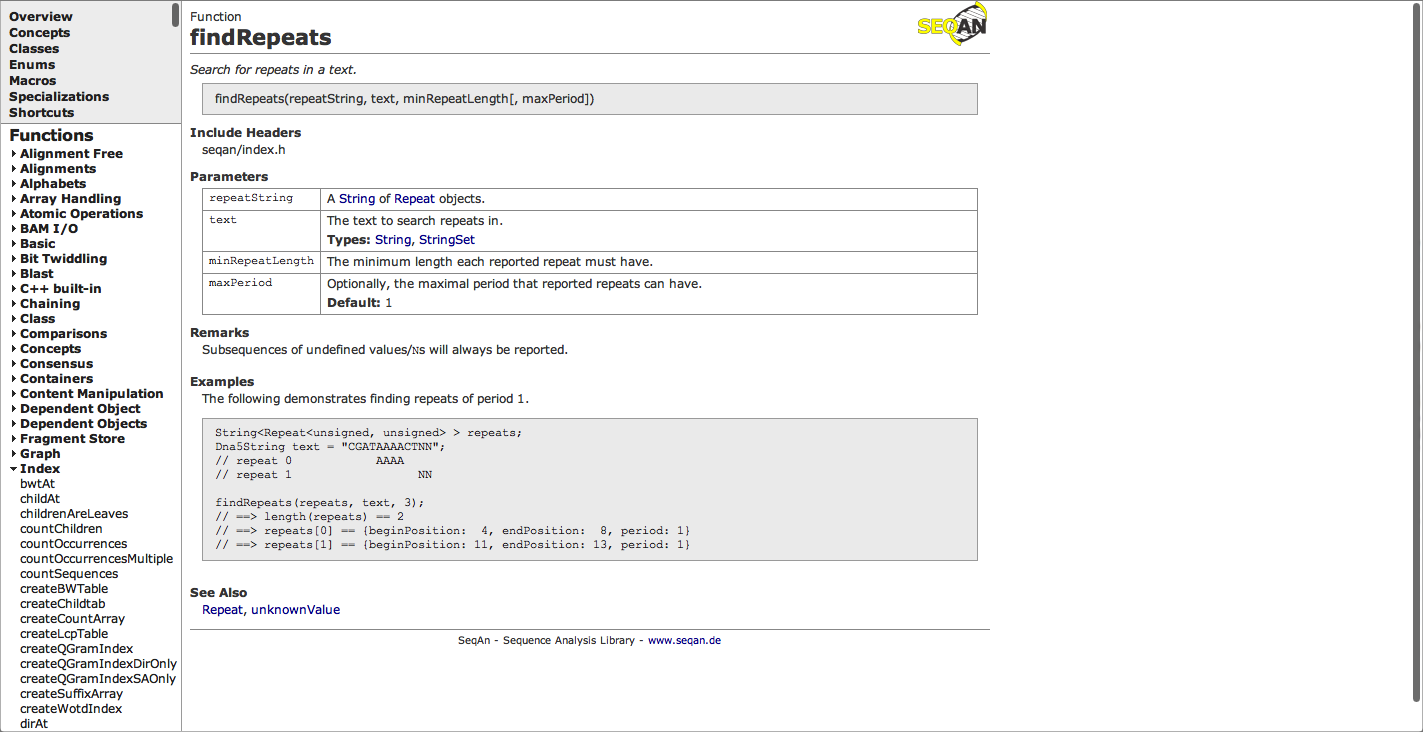 Overview
Concepts
Classes
Enums
Macros
Specializations
Shortcuts
Functions
Alignment Free
Alignments
Alphabets
Array Handling
Atomic Operations
BAM I/O
Basic
Bit Twiddling
Blast
C++ built-in
Chaining
Class
Comparisons
Concepts
Consensus
Containers
Content Manipulation
Dependent Object
Dependent Objects
Fragment Store
Graph
Index
bwtAt
childAt
childrenAreLeaves
countChildren
countOccurrences
countOccurrencesMultiple
countSequences
createBWTable
createChildtab
createCountArray
createLcpTable
createQGramIndex
createQGramIndexDirOnly
createQGramIndexSAOnly
createSuffixArray
createWotdIndex
dirAt
Function
SEQAN
findRepeats
Search for repeats in a text.
findRepeats(repeatString, text, minRepeatLength[, maxPeriod])
Include Headers
seqan/index.h
Parameters
repeatString A String of Repeat objects.
text The text to search repeats in.
Types: String, StringSet
minRepeatLength The minimum length each reported repeat must have.
maxPeriod Optionally, the maximal period that reported repeats can have.
Default: 1
Remarks
Subsequences of undefined values/Ns will always be reported.
Examples
The following demonstrates finding repeats of period 1.
String<Repeat<unsigned, unsigned> > repeats;
Dna5String text = "CGATAAAACTNN";
// repeat 0            AAAA
// repeat 1                  NN
findRepeats(repeats, text, 3);
// ==> length(repeats) == 2
// ==> repeats[0] == {beginPosition:  4, endPosition:  8, period: 1}
// ==> repeats[1] == {beginPosition: 11, endPosition: 13, period: 1}
See Also
Repeat, unknownValue
SeqAn - Sequence Analysis Library - www.seqan.de